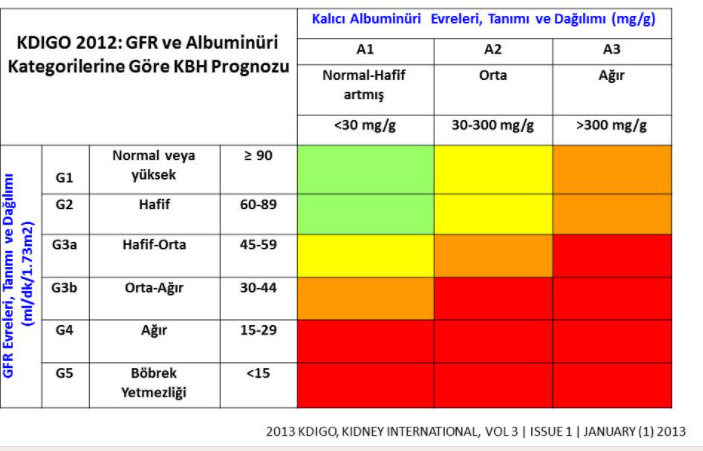 KDIGO 2012: GFR ve Albuminüri
Kategorilerine Göre KBH Prognozu
Kalıcı Albuminüri Evreleri, Tanımı ve Dağılımı (mg/g)
A1
A2
A3
Normal-Hafif
artmış
Orta
Ağır
<30 mg/g
30-300 mg/g
>300 mg/g
GFR Evreleri, Tanımı ve Dağılımı
(ml/dk/1.73m2)
G1
Normal veya
yüksek
≥ 90
G2
Hafif
60-89
G3a
Hafif-Orta
45-59
G3b
Orta-Ağır
30-44
G4
Ağır
15-29
G5
Böbrek
Yetmezliği
<15
2013 KDIGO, KIDNEY INTERNATIONAL, VOL 3 | ISSUE 1 | JANUARY (1) 2013